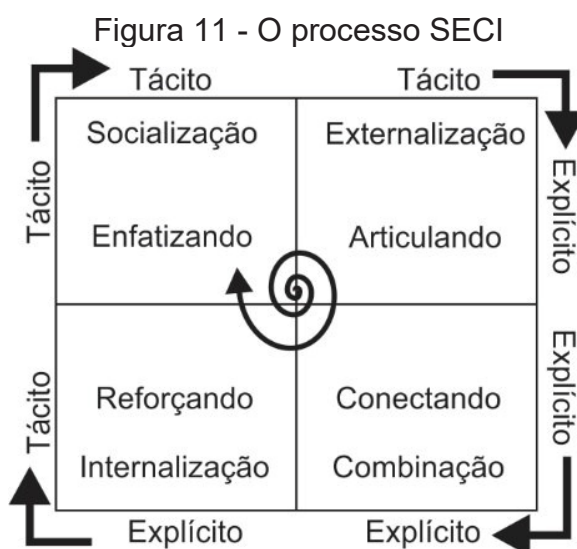 Figura 11 - O processo SECI
Tácito
Tácito
Tácito
Socialização
Externalização
Explícito
Enfatizando
Articulando
Tácito
Reforçando
Conectando
Explícito
Internalização
Combinação
Explícito
Explícito